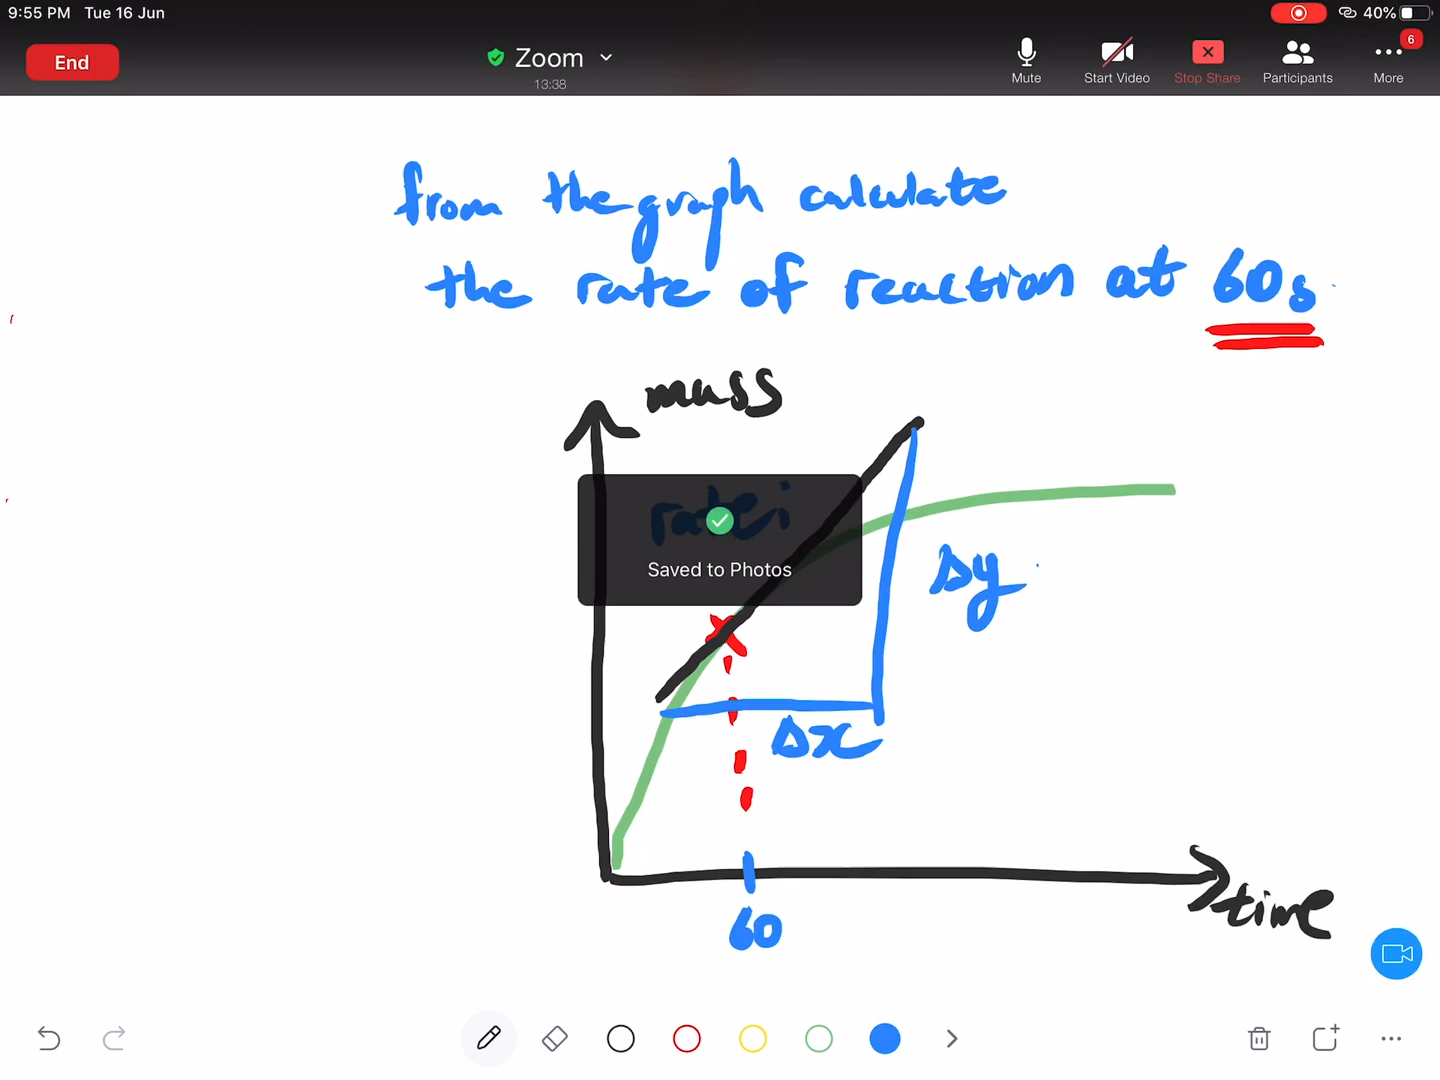 9:55 PM Tue 16 Jun
40%
End
Zoom
13:38
Mute
Start Video
Stop Share
Participants
6
More
from the graph calculate
the rate of reaction at 60s
mass
Saved to Photos
Δy
Δx
60
time